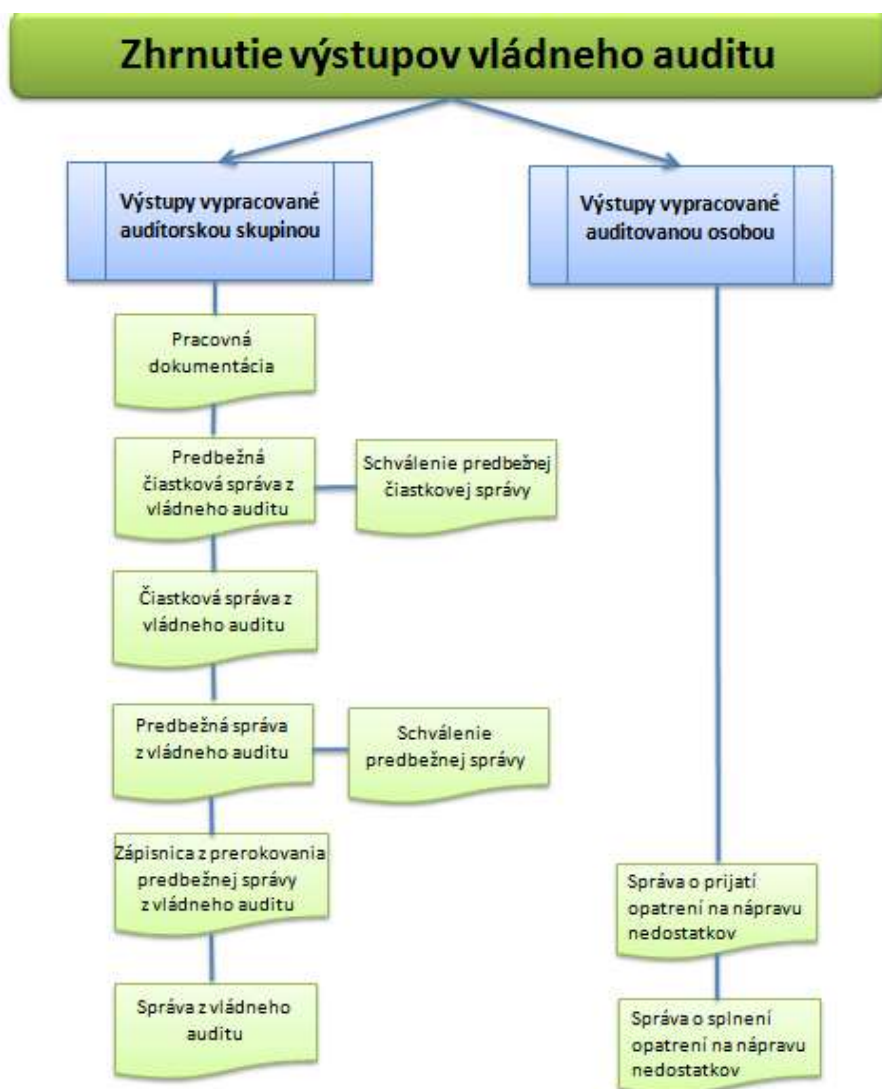 Zhrnutie výstupov vládneho auditu
Výstupy vypracované
audítorskou skupinou
Výstupy vypracované
auditovanou osobou
Pracovná
dokumentácia
Predbežná
čiastková správa z
vládneho auditu
Schválenie predbežnej
čiastkovej správy
Čiastková správa z
vládneho auditu
Predbežná správa
z vládneho auditu
Schválenie
predbežnej správy
Zápisnica z prerokovania
predbežnej správy
z vládneho auditu
Správa o prijatí
opatrení na nápravu
nedostatkov
Správa z vládneho
auditu
Správa o splnení
opatrení na nápravu
nedostatkov